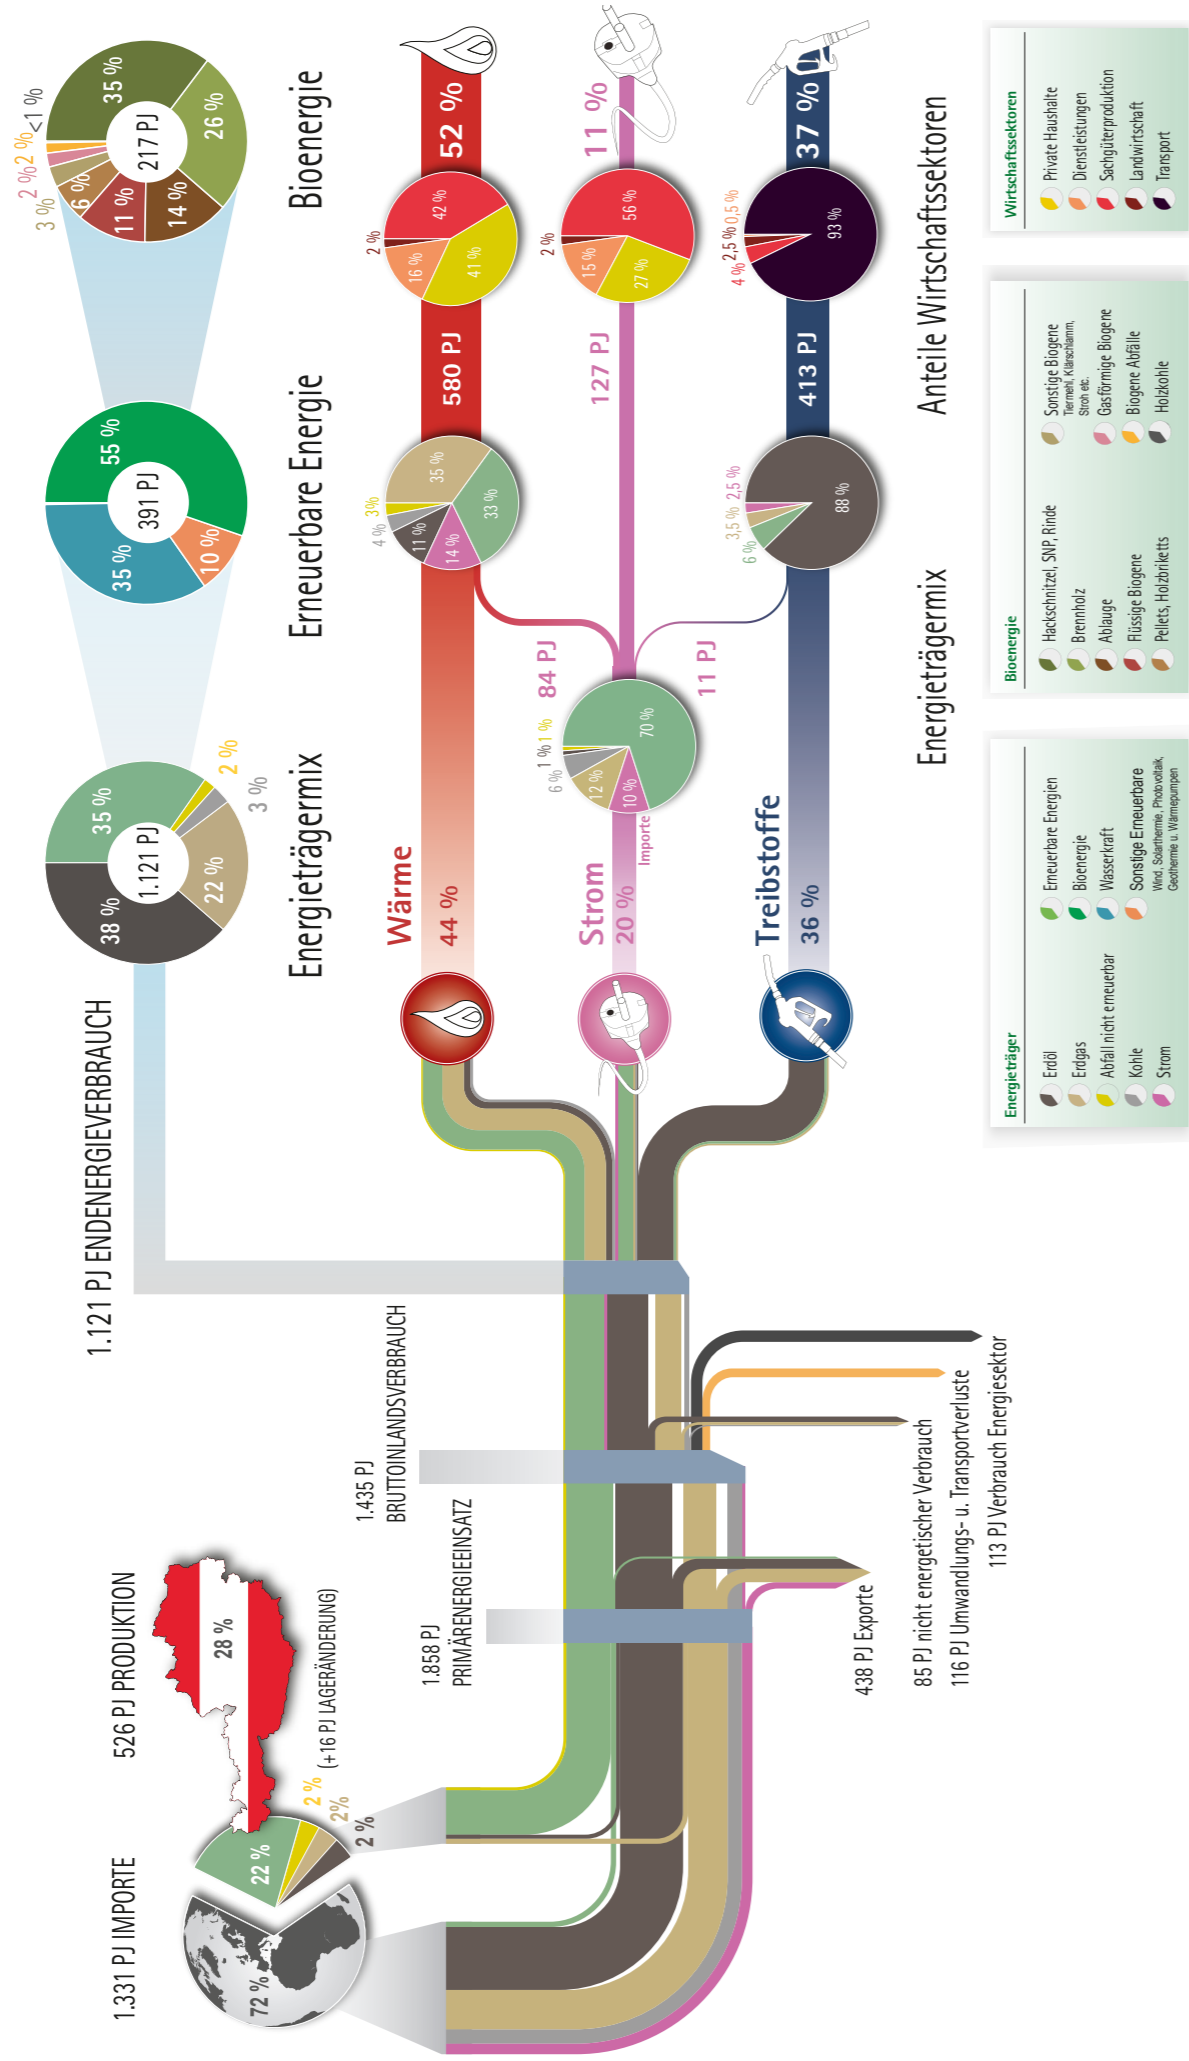 1.331 PJ IMPORTE
72 %
526 PJ PRODUKTION
28 %
22 %
2 %
2%
2 %
(+16 PJ LAGERÄNDERUNG)
1.858 PJ
PRIMÄRENERGIEEINSATZ
1.435 PJ
BRUTTOINLANDSVERBRAUCH
438 PJ Exporte
85 PJ nicht energetischer Verbrauch
116 PJ Umwandlungs- u. Transportverluste
113 PJ Verbrauch Energiesektor
1.121 PJ ENDENERGIEVERBRAUCH
1.121 PJ
38 %
35 %
2 %
3 %
22 %
Energieträgermix
391 PJ
35 %
55 %
10 %
Erneuerbare Energie
217 PJ
3 %
2 %
2 %
<1 %
6 %
11 %
14 %
26 %
35 %
Bioenergie
Wärme
44 %
4 %
3%
11 %
14 %
33 %
35 %
580 PJ
2 %
16 %
42 %
41 %
52 %
84 PJ
Strom
20 %
Importe
6 %
1 %
1 %
12 %
10 %
70 %
127 PJ
2 %
15 %
56 %
27 %
11 %
11 PJ
Treibstoffe
36 %
6 %
3,5 %
2,5 %
88 %
413 PJ
4 %
2,5 %
0,5 %
93 %
37 %
Energieträgermix
Anteile Wirtschaftssektoren
Energieträger
Erdöl
Erdgas
Abfall nicht erneuerbar
Kohle
Strom
Erneuerbare Energien
Bioenergie
Wasserkraft
Sonstige Erneuerbare
Wind, Solarthermie, Photovoltaik,
Geothermie u. Wärmepumpen
Bioenergie
Hackschnitzel, SNP, Rinde
Brennholz
Ablauge
Flüssige Biogene
Pellets, Holzbriketts
Sonstige Biogene
Tiermehl, Klärschlamm,
Stroh etc.
Gasförmige Biogene
Biogene Abfälle
Holzkohle
Wirtschaftssektoren
Private Haushalte
Dienstleistungen
Sachgüterproduktion
Landwirtschaft
Transport